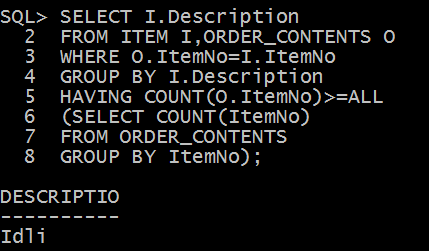 SQL> SELECT I.Description
2 FROM ITEM I,ORDER_CONTENTS O
3 WHERE O.ItemNo=I.ItemNo
4 GROUP BY I.Description
5 HAVING COUNT(O.ItemNo)>=ALL
6 (SELECT COUNT(ItemNo)
7 FROM ORDER_CONTENTS
8 GROUP BY ItemNo);
DESCRIPTIO
----------
Idli